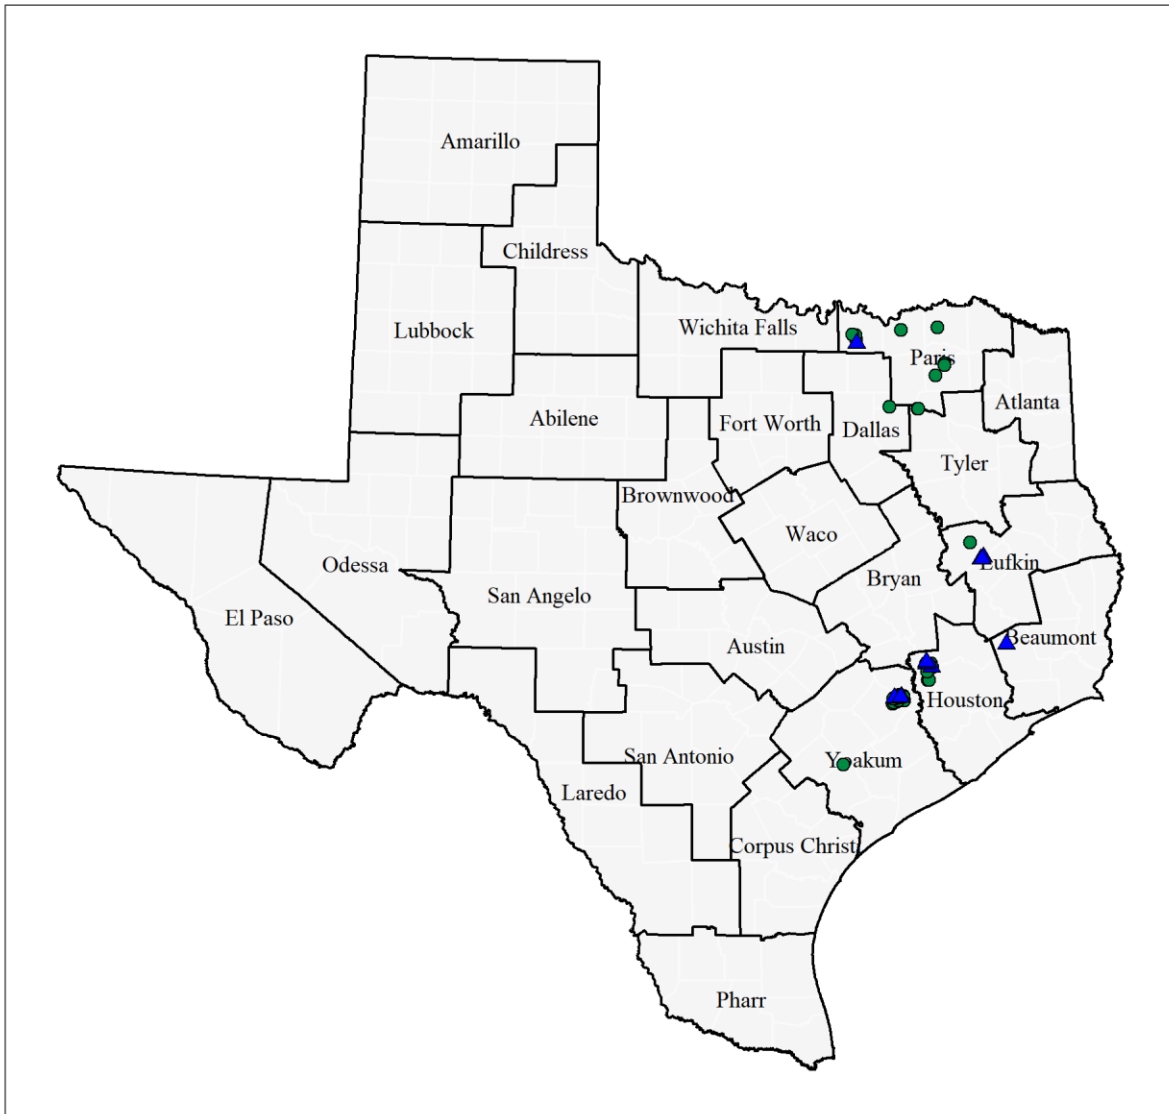 Amarillo
Childress
Lubbock
Wichita Falls
Paris
Atlanta
Abilene
Fort Worth
Dallas
Tyler
Brownwood
Waco
Odessa
San Angelo
Bryan
Lufkin
El Paso
Austin
Beaumont
Houston
San Antonio
Yoakum
Laredo
Corpus Christi
Pharr